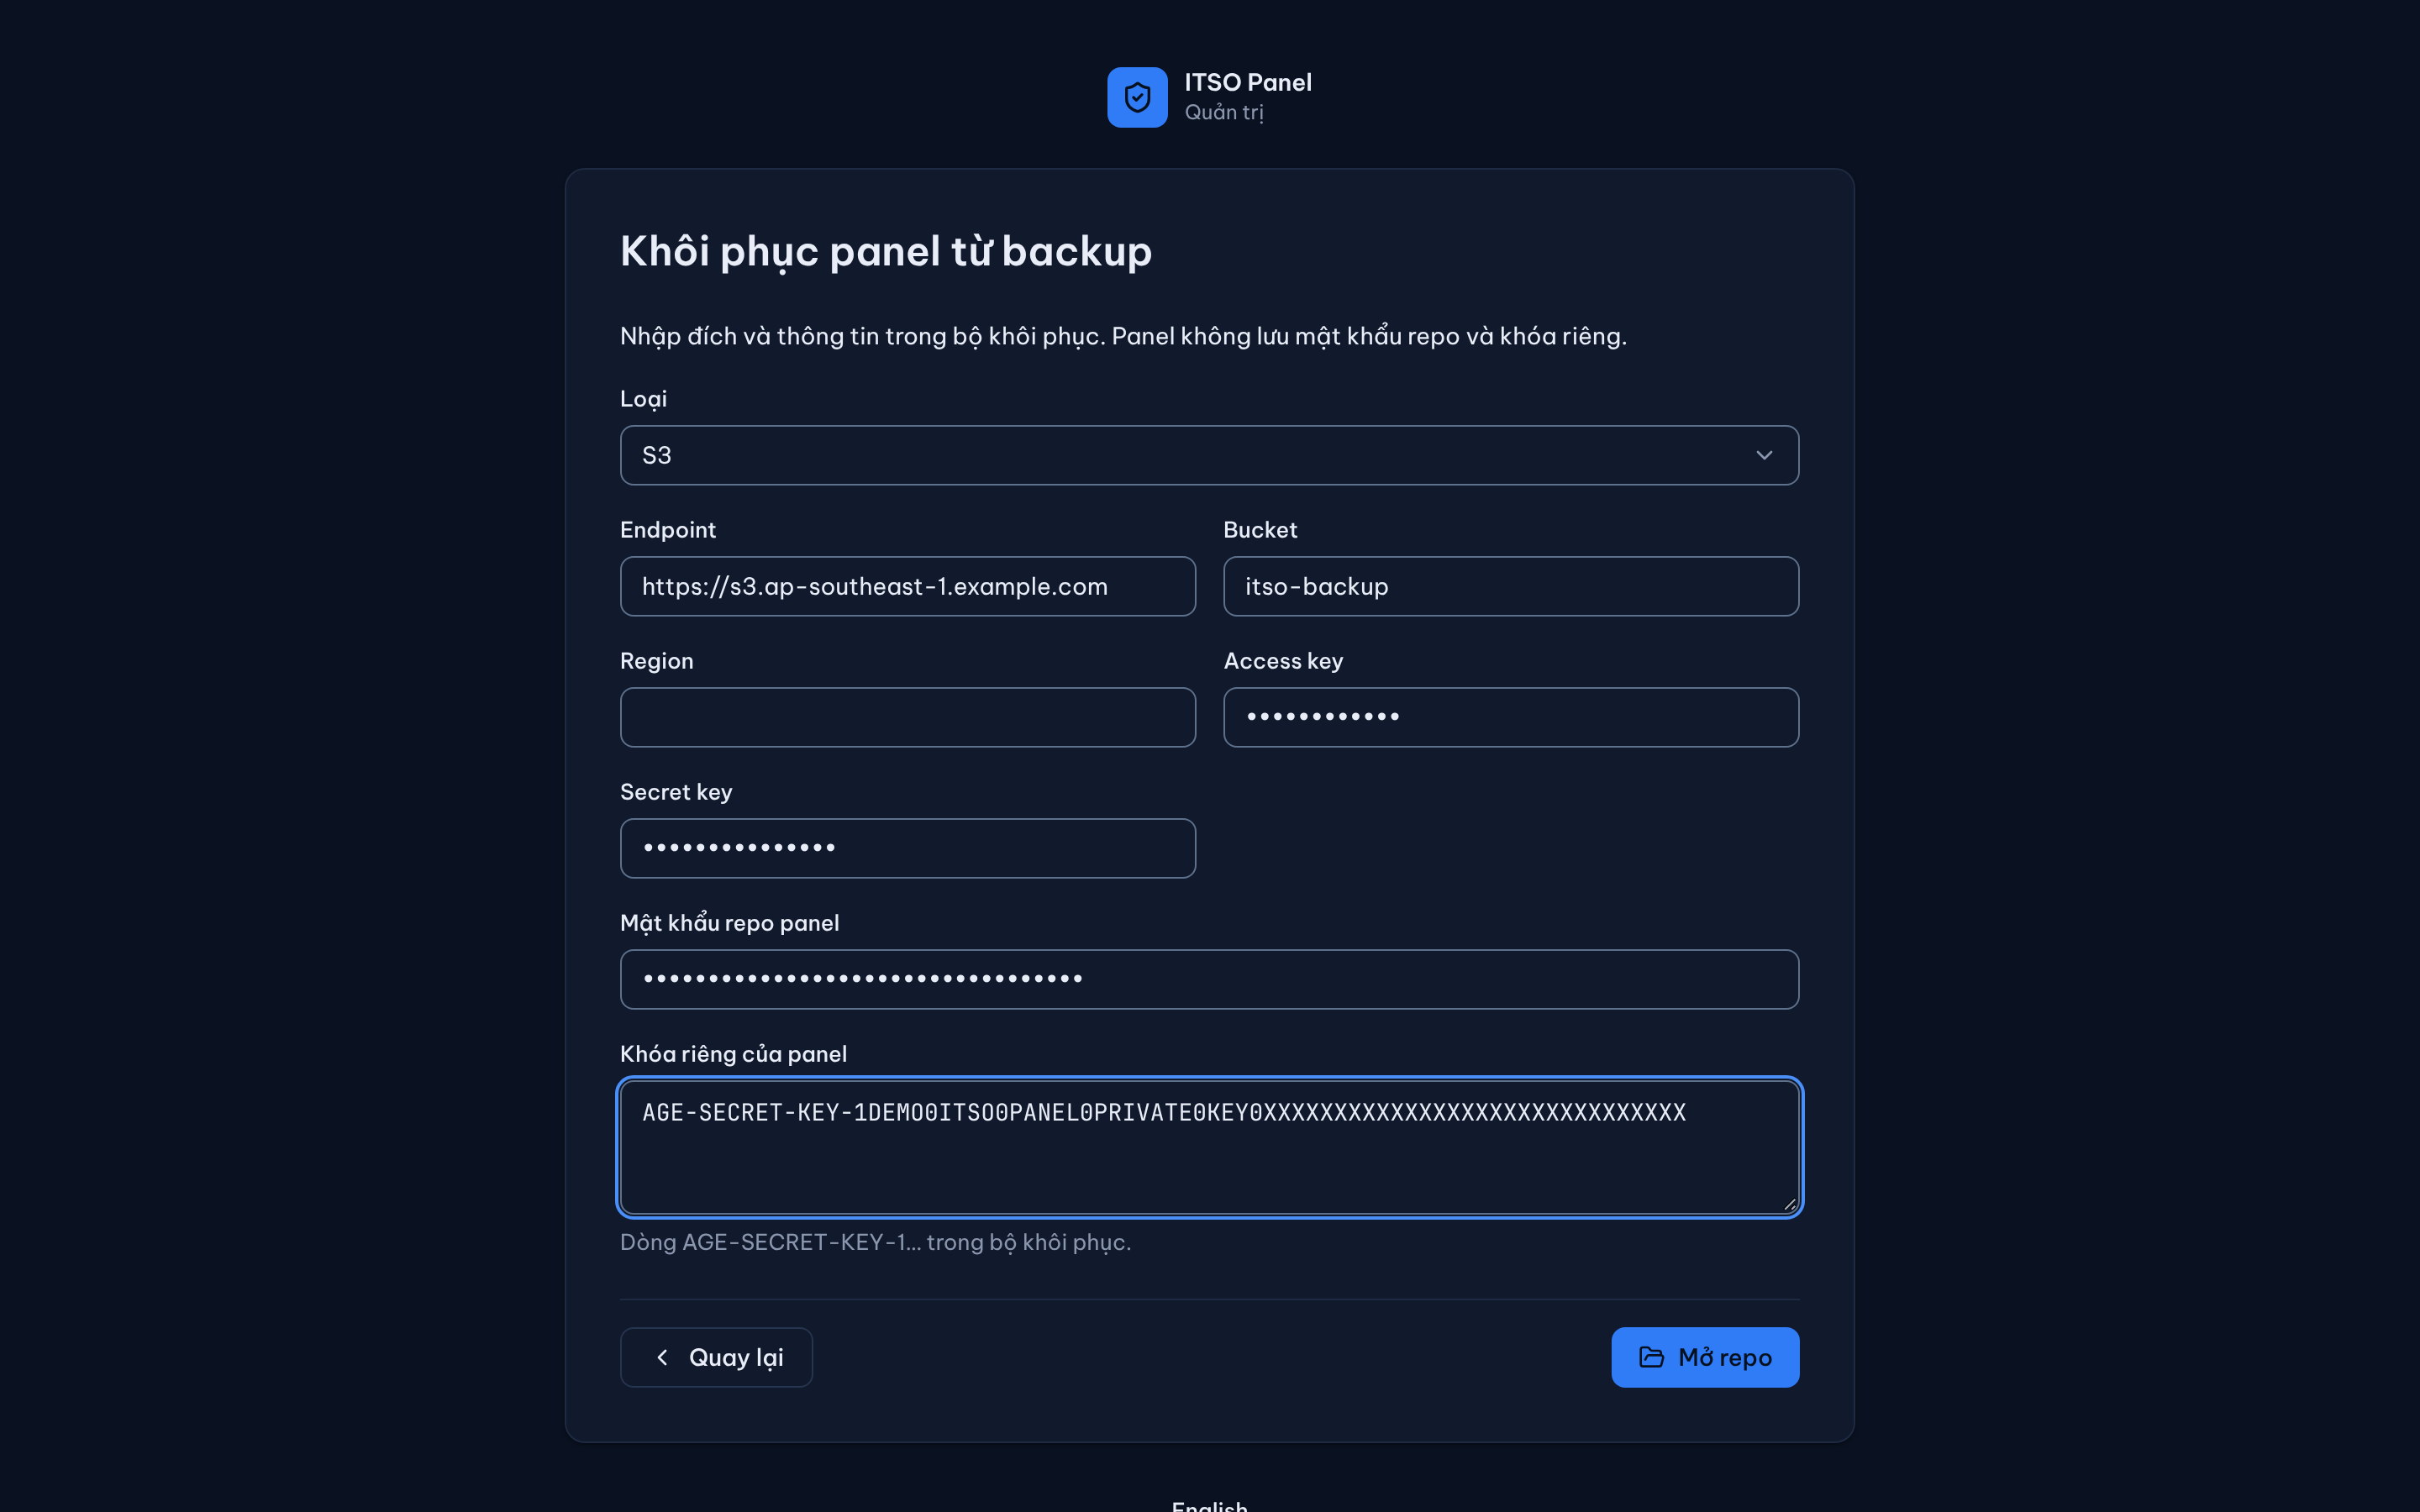 ITSO Panel
Quản trị
Khôi phục panel từ backup
Nhập đích và thông tin trong bộ khôi phục. Panel không lưu mật khẩu repo và khóa riêng.
Loại
S3
Endpoint
Bucket
https://s3.ap-southeast-1.example.com
itso-backup
Region
Access key
••••••••••••
Secret key
•••••••••••••••
Mật khẩu repo panel
••••••••••••••••••••••••••••••••••
Khóa riêng của panel
AGE-SECRET-KEY-1DEMO0ITSO0PANEL0PRIVATE0KEY0XXXXXXXXXXXXXXXXXXXXXXXXXXXXXX
Dòng AGE-SECRET-KEY-1... trong bộ khôi phục.
Quay lại
Mở repo
English